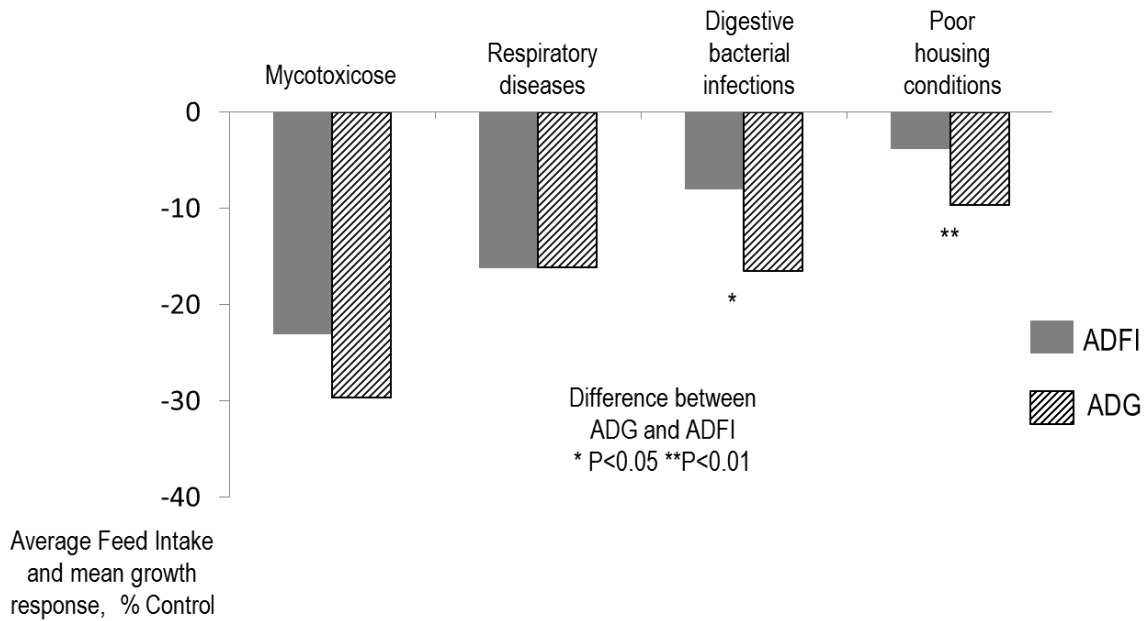 Mycotoxicose
Respiratory
diseases
Digestive
bacterial
infections
Poor
housing
conditions
0
-10
-20
-30
-40
*
**
ADFI
ADG
Difference between
ADG and ADFI
* P<0.05 **P<0.01
Average Feed Intake
and mean growth
response, % Control